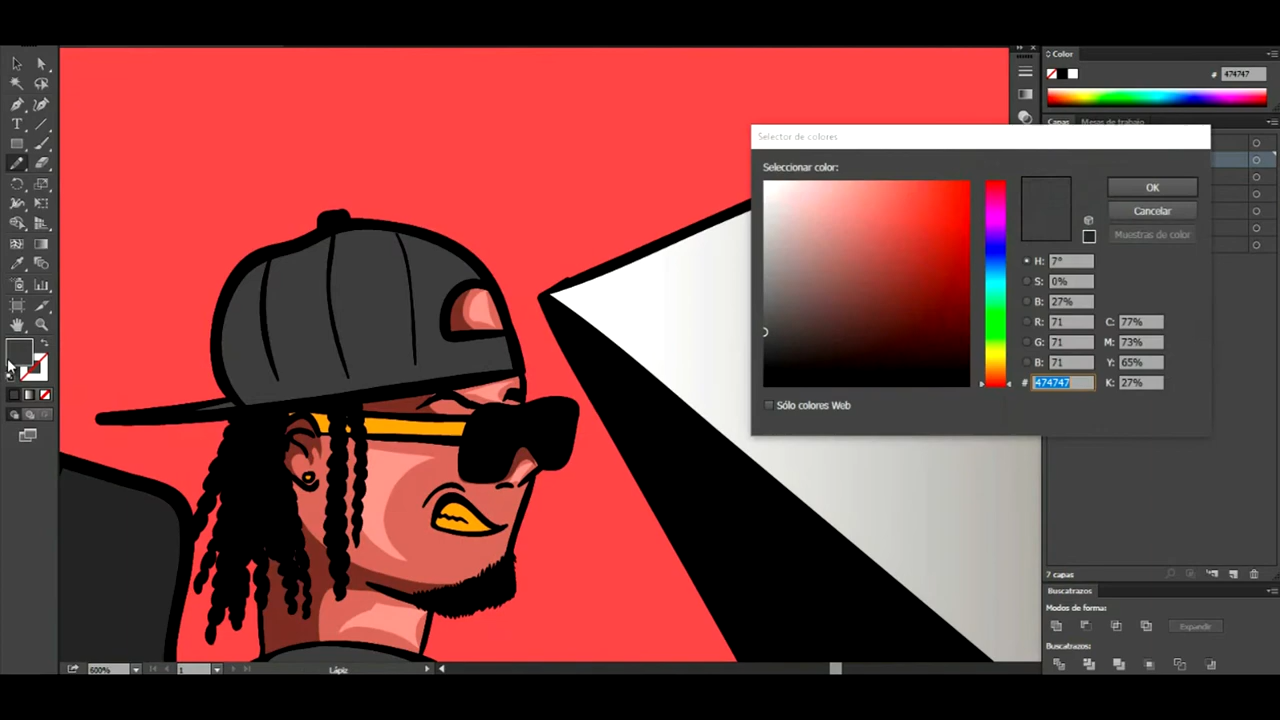 Color
# 474747
Capas Mesas de trabajo
Selector de colores
Seleccionar color:
OK
Cancelar
Muestras de color
H: 7°
S: 0%
B: 27%
R: 71 C: 77%
G: 71 M: 73%
B: 71 Y: 65%
# 474747 K: 27%
Sólo colores Web
7 capas
Buscatrazos
Modos de forma:
Expandir
Buscatrazos:
600% 1 Lápiz